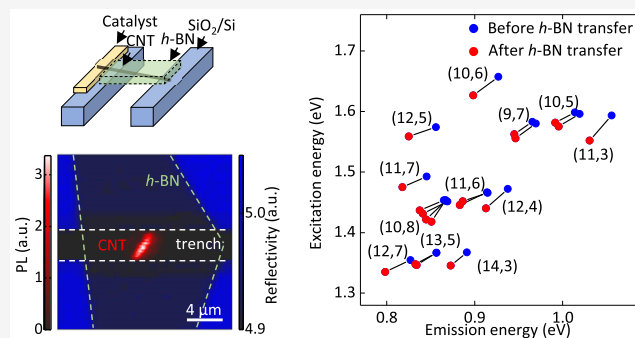 Catalyst
CNT
h-BN
SiO2/Si
PL (a.u.)
3
2
1
0
h-BN
CNT
trench
4 μm
5.0
4.9
Reflectivity (a.u.)
Before h-BN transfer
After h-BN transfer
Excitation energy (eV)
1.7
1.6
1.5
1.4
1.3
(10,6)
(12,5)
(9,7)
(10,5)
(11,3)
(11,7)
(11,6)
(12,4)
(10,8)
(12,7)
(13,5)
(14,3)
0.8
0.9
1.0
Emission energy (eV)